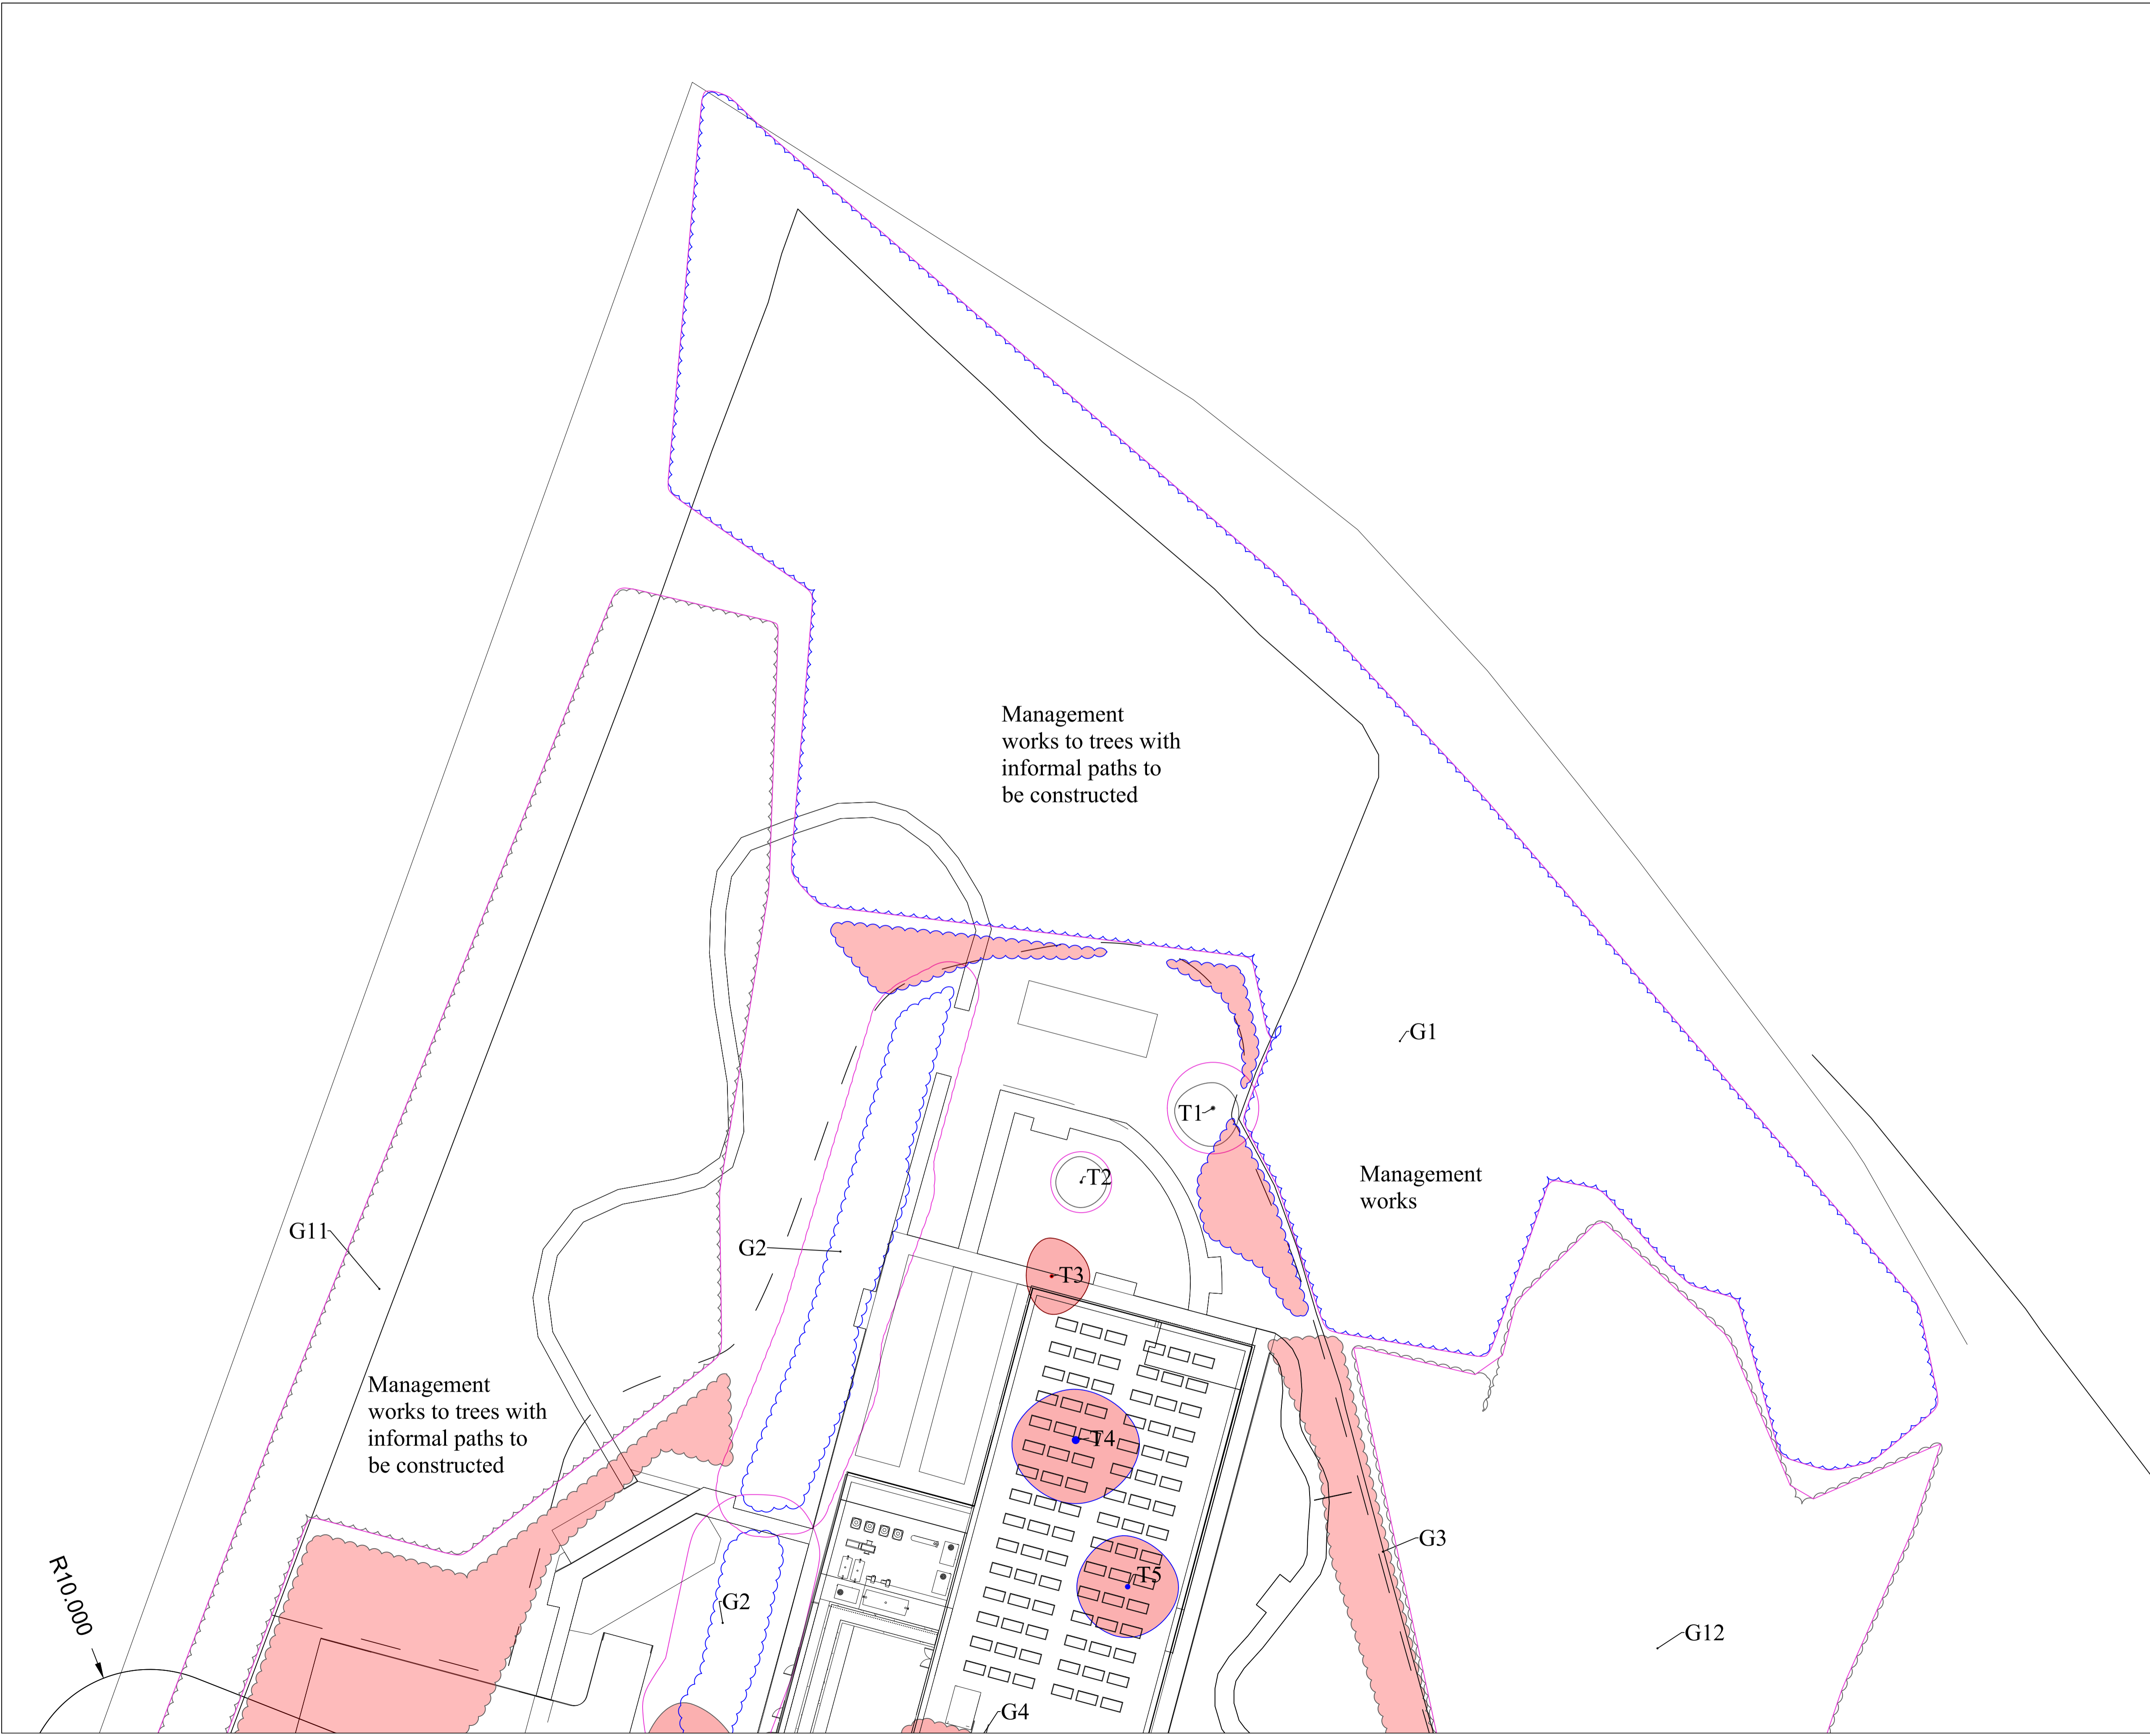 Management
works to trees with
informal paths to
be constructed
G1
T1
Management
works
T2
G11
G2
T3
Management
works to trees with
informal paths to
be constructed
T4
G3
R10.000
T5
G2
G12
G4